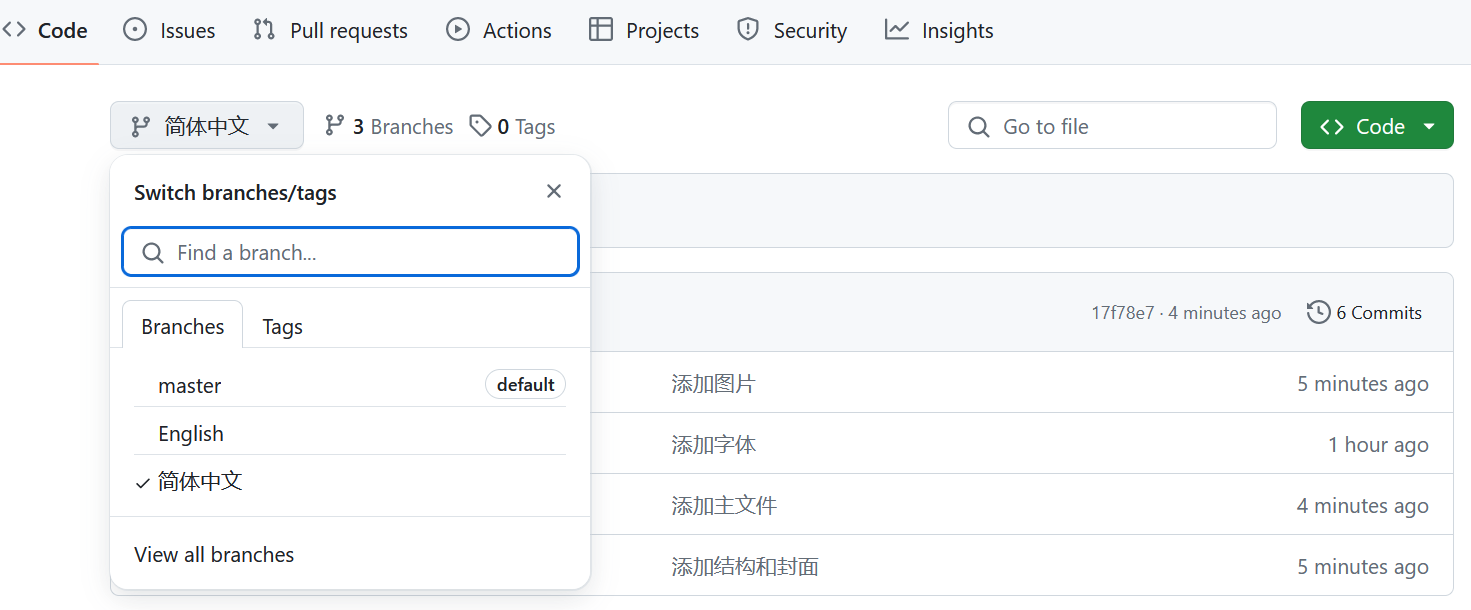 Code Issues Pull requests Actions Projects Security Insights
简体中文 3 Branches 0 Tags Go to file Code
Switch branches/tags
Find a branch...
17f78e7 · 4 minutes ago 6 Commits
Branches Tags
master default
添加图片 5 minutes ago
English
添加字体 1 hour ago
简体中文
添加主文件 4 minutes ago
View all branches
添加结构和封面 5 minutes ago